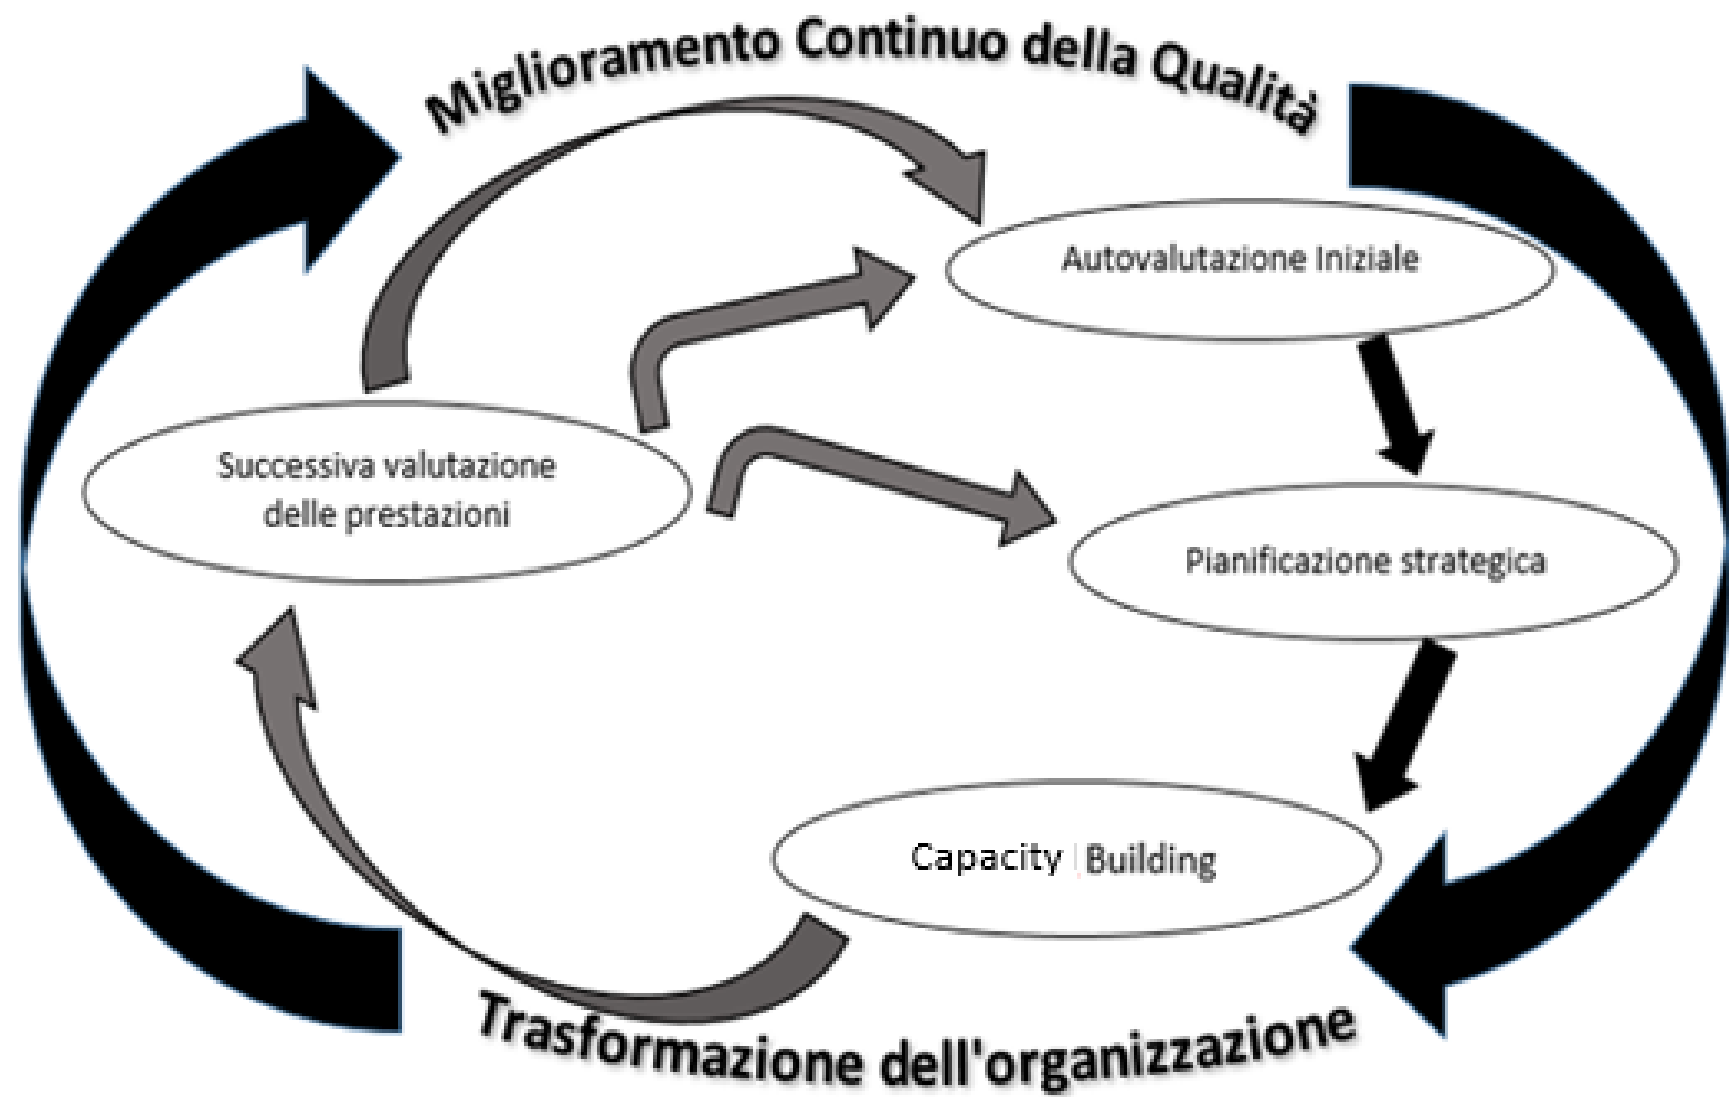 Miglioramento Continuo della Qualità
Autovalutazione Iniziale
Successiva valutazione
delle prestazioni
Pianificazione strategica
Capacity Building
Trasformazione dell'organizzazione